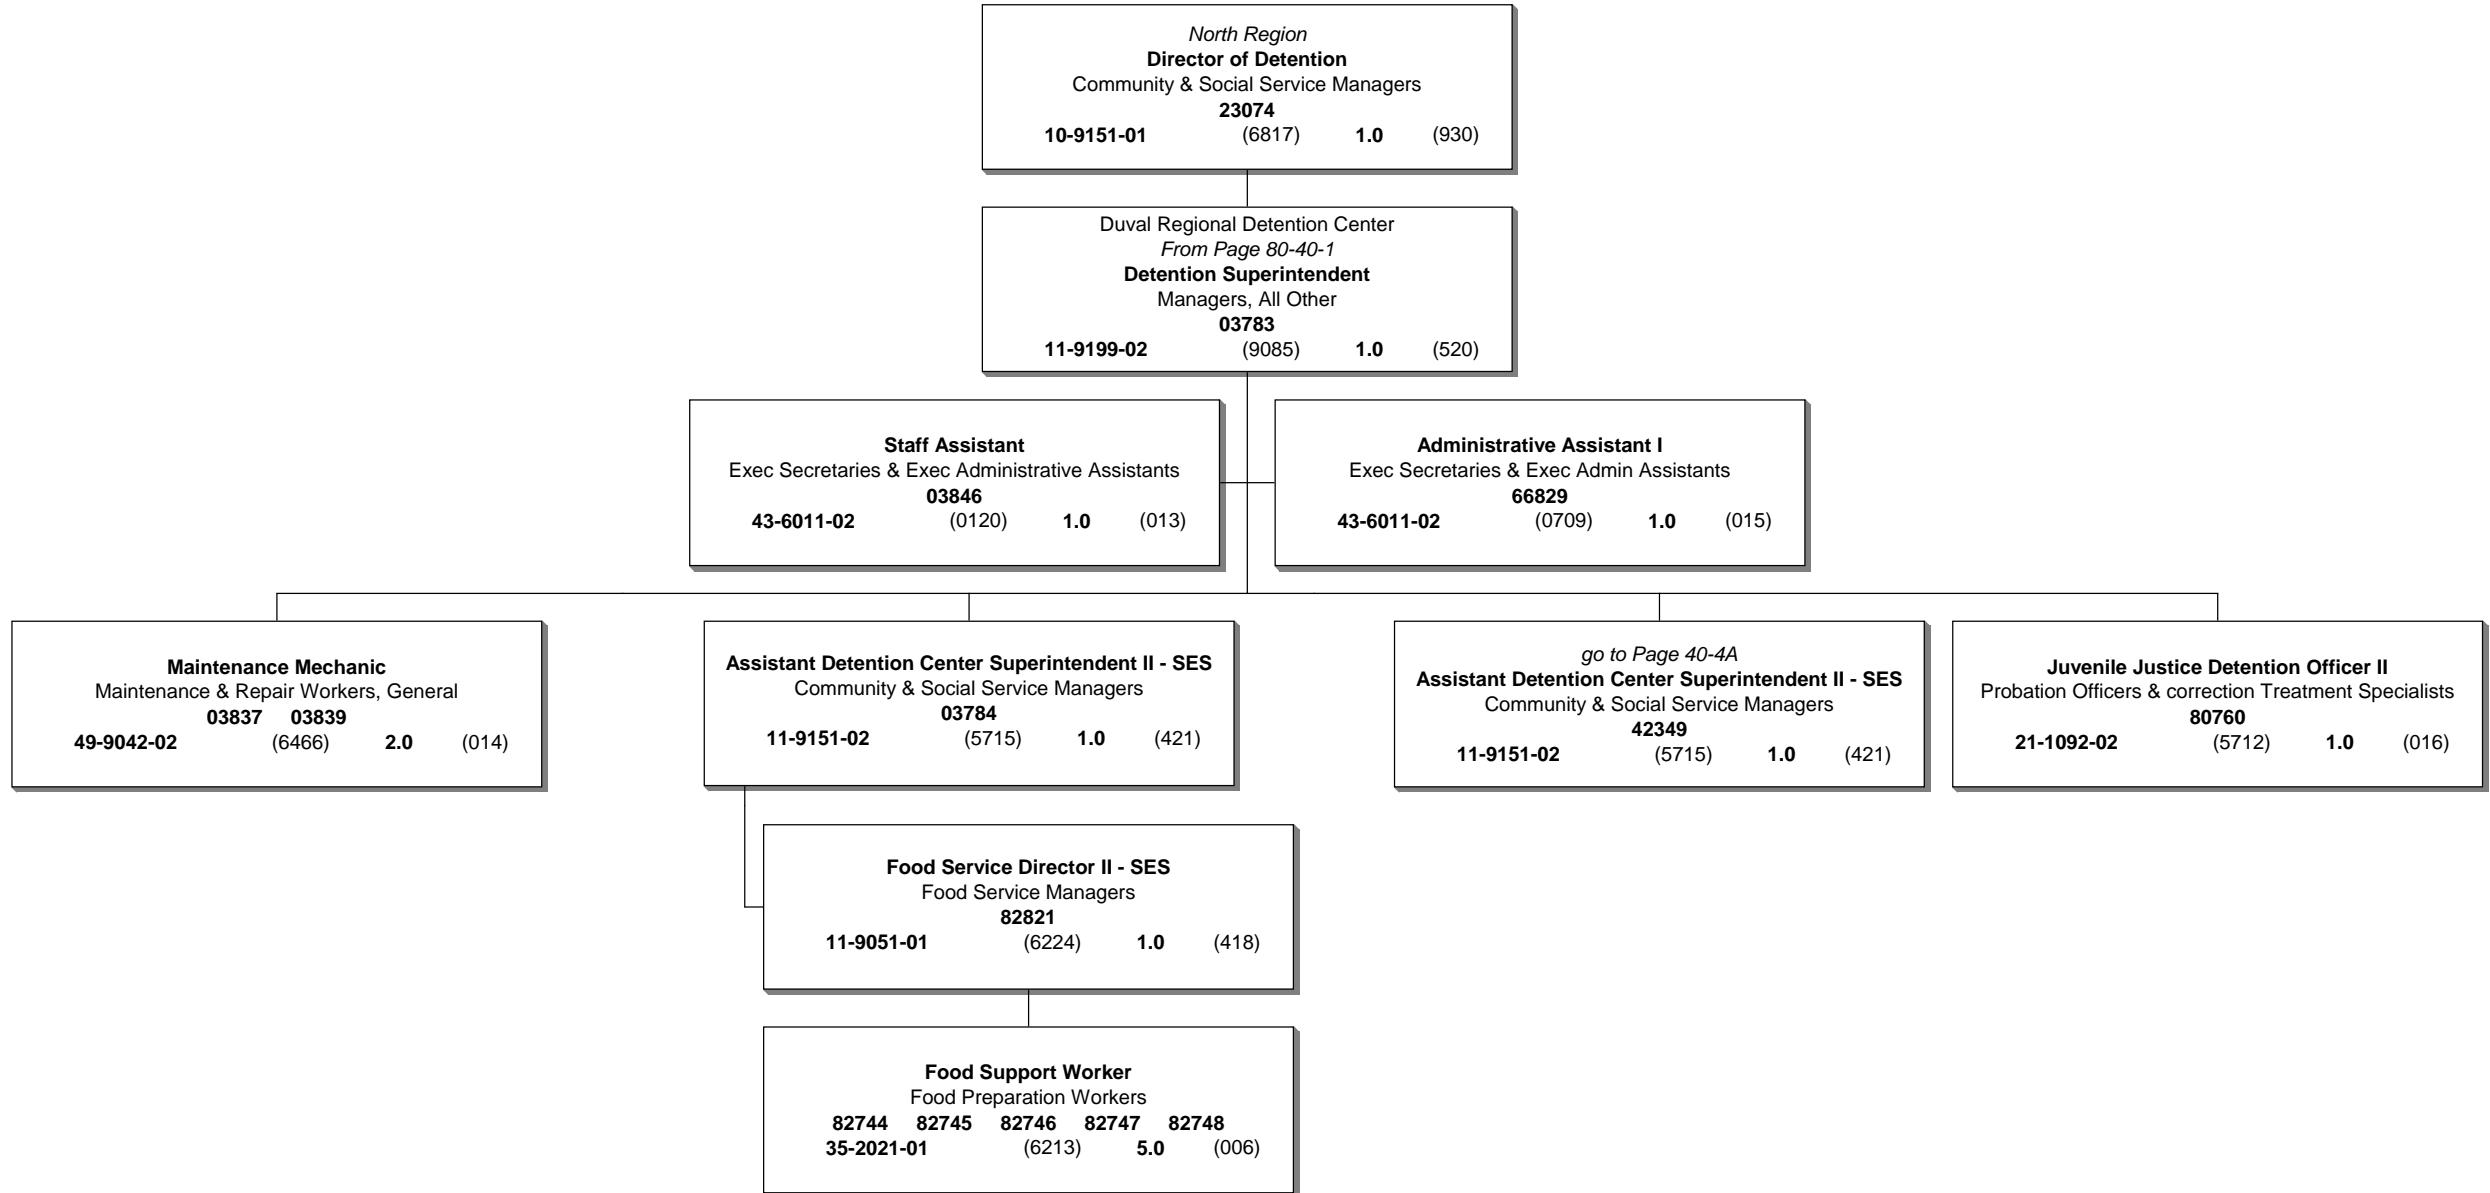 North Region
Director of Detention
Community & Social Service Managers
23074
10-9151-01 (6817) 1.0 (930)
Duval Regional Detention Center
From Page 80-40-1
Detention Superintendent
Managers, All Other
03783
11-9199-02 (9085) 1.0 (520)
Staff Assistant
Exec Secretaries & Exec Administrative Assistants
03846
43-6011-02 (0120) 1.0 (013)
Administrative Assistant I
Exec Secretaries & Exec Admin Assistants
66829
43-6011-02 (0709) 1.0 (015)
Maintenance Mechanic
Maintenance & Repair Workers, General
03837 03839
49-9042-02 (6466) 2.0 (014)
Assistant Detention Center Superintendent II - SES
Community & Social Service Managers
03784
11-9151-02 (5715) 1.0 (421)
go to Page 40-4A
Assistant Detention Center Superintendent II - SES
Community & Social Service Managers
42349
11-9151-02 (5715) 1.0 (421)
Juvenile Justice Detention Officer II
Probation Officers & correction Treatment Specialists
80760
21-1092-02 (5712) 1.0 (016)
Food Service Director II - SES
Food Service Managers
82821
11-9051-01 (6224) 1.0 (418)
Food Support Worker
Food Preparation Workers
82744 82745 82746 82747 82748
35-2021-01 (6213) 5.0 (006)